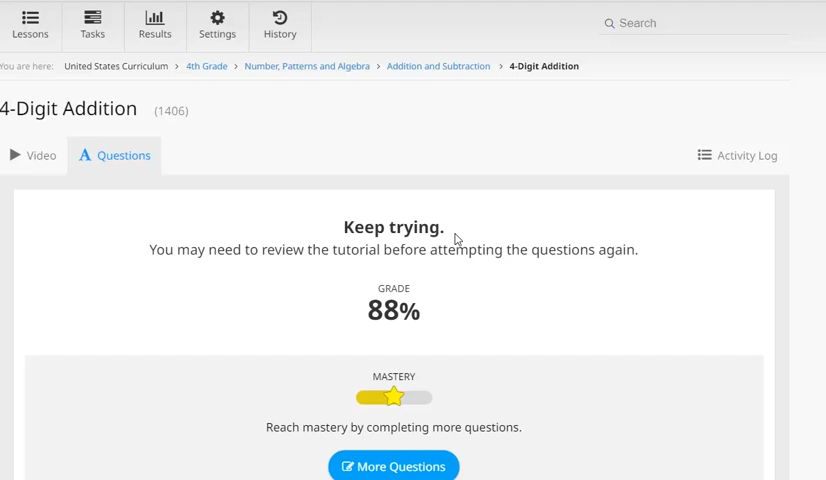 Lessons Tasks Results Settings History Search
You are here: United States Curriculum > 4th Grade > Number, Patterns and Algebra > Addition and Subtraction > 4-Digit Addition
4-Digit Addition (1406)
Video A Questions Activity Log
Keep trying.
You may need to review the tutorial before attempting the questions again.
GRADE
88%
MASTERY
Reach mastery by completing more questions.
More Questions